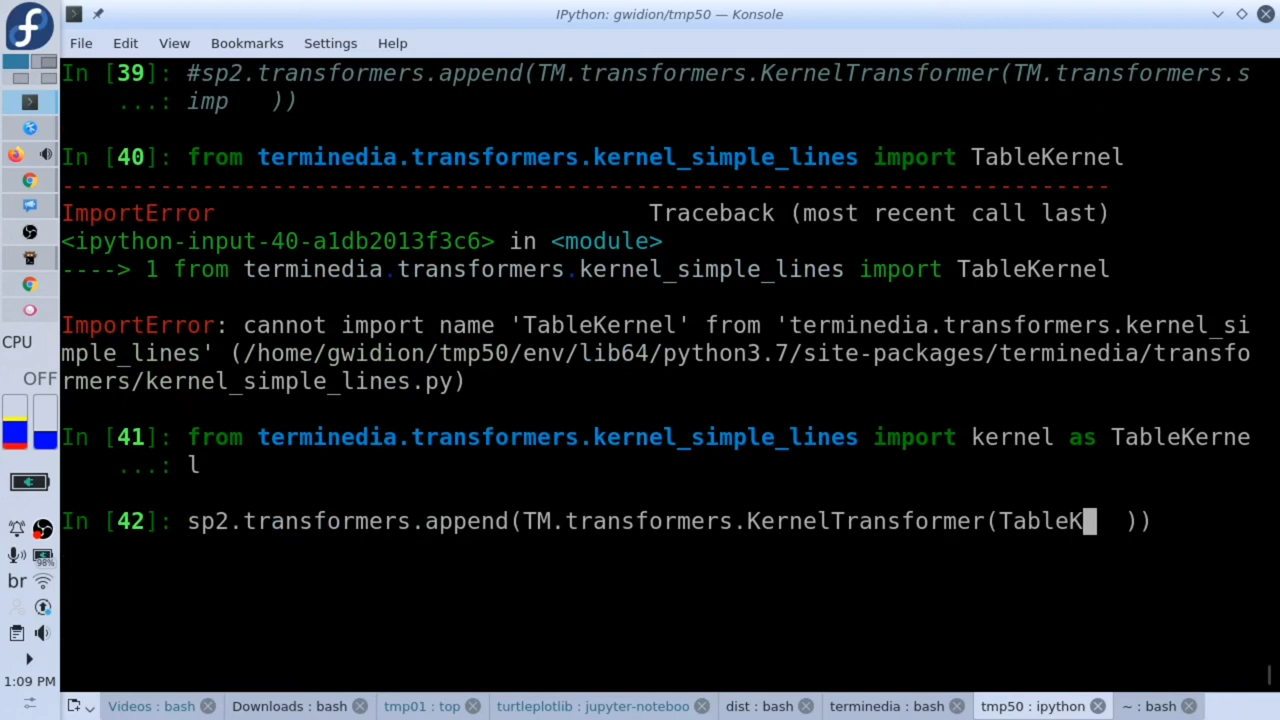 IPython: gwidion/tmp50 — Konsole
File Edit View Bookmarks Settings Help
In [39]: #sp2.transformers.append(TM.transformers.KernelTransformer(TM.transformers.s
...: imp   ))
In [40]: from terminedia.transformers.kernel_simple_lines import TableKernel
---------------------------------------------------------------------------
ImportError                               Traceback (most recent call last)
<ipython-input-40-a1db2013f3c6> in <module>
----> 1 from terminedia.transformers.kernel_simple_lines import TableKernel
ImportError: cannot import name 'TableKernel' from 'terminedia.transformers.kernel_si
mple_lines' (/home/gwidion/tmp50/env/lib64/python3.7/site-packages/terminedia/transfo
rmers/kernel_simple_lines.py)
In [41]: from terminedia.transformers.kernel_simple_lines import kernel as TableKerne
...: l
In [42]: sp2.transformers.append(TM.transformers.KernelTransformer(TableK   ))
CPU
OFF
98%
br
1:09 PM
Videos : bash Downloads : bash tmp01 : top turtleplotlib : jupyter-noteboo dist : bash terminedia : bash tmp50 : ipython ~ : bash